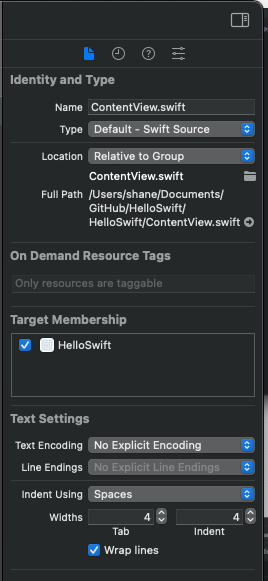 Identity and Type
Name ContentView.swift
Type Default - Swift Source
Location Relative to Group
ContentView.swift
Full Path /Users/shane/Documents/
GitHub/HelloSwift/
HelloSwift/ContentView.swift
On Demand Resource Tags
Only resources are taggable
Target Membership
HelloSwift
Text Settings
Text Encoding No Explicit Encoding
Line Endings No Explicit Line Endings
Indent Using Spaces
Widths 4 4
Tab Indent
Wrap lines